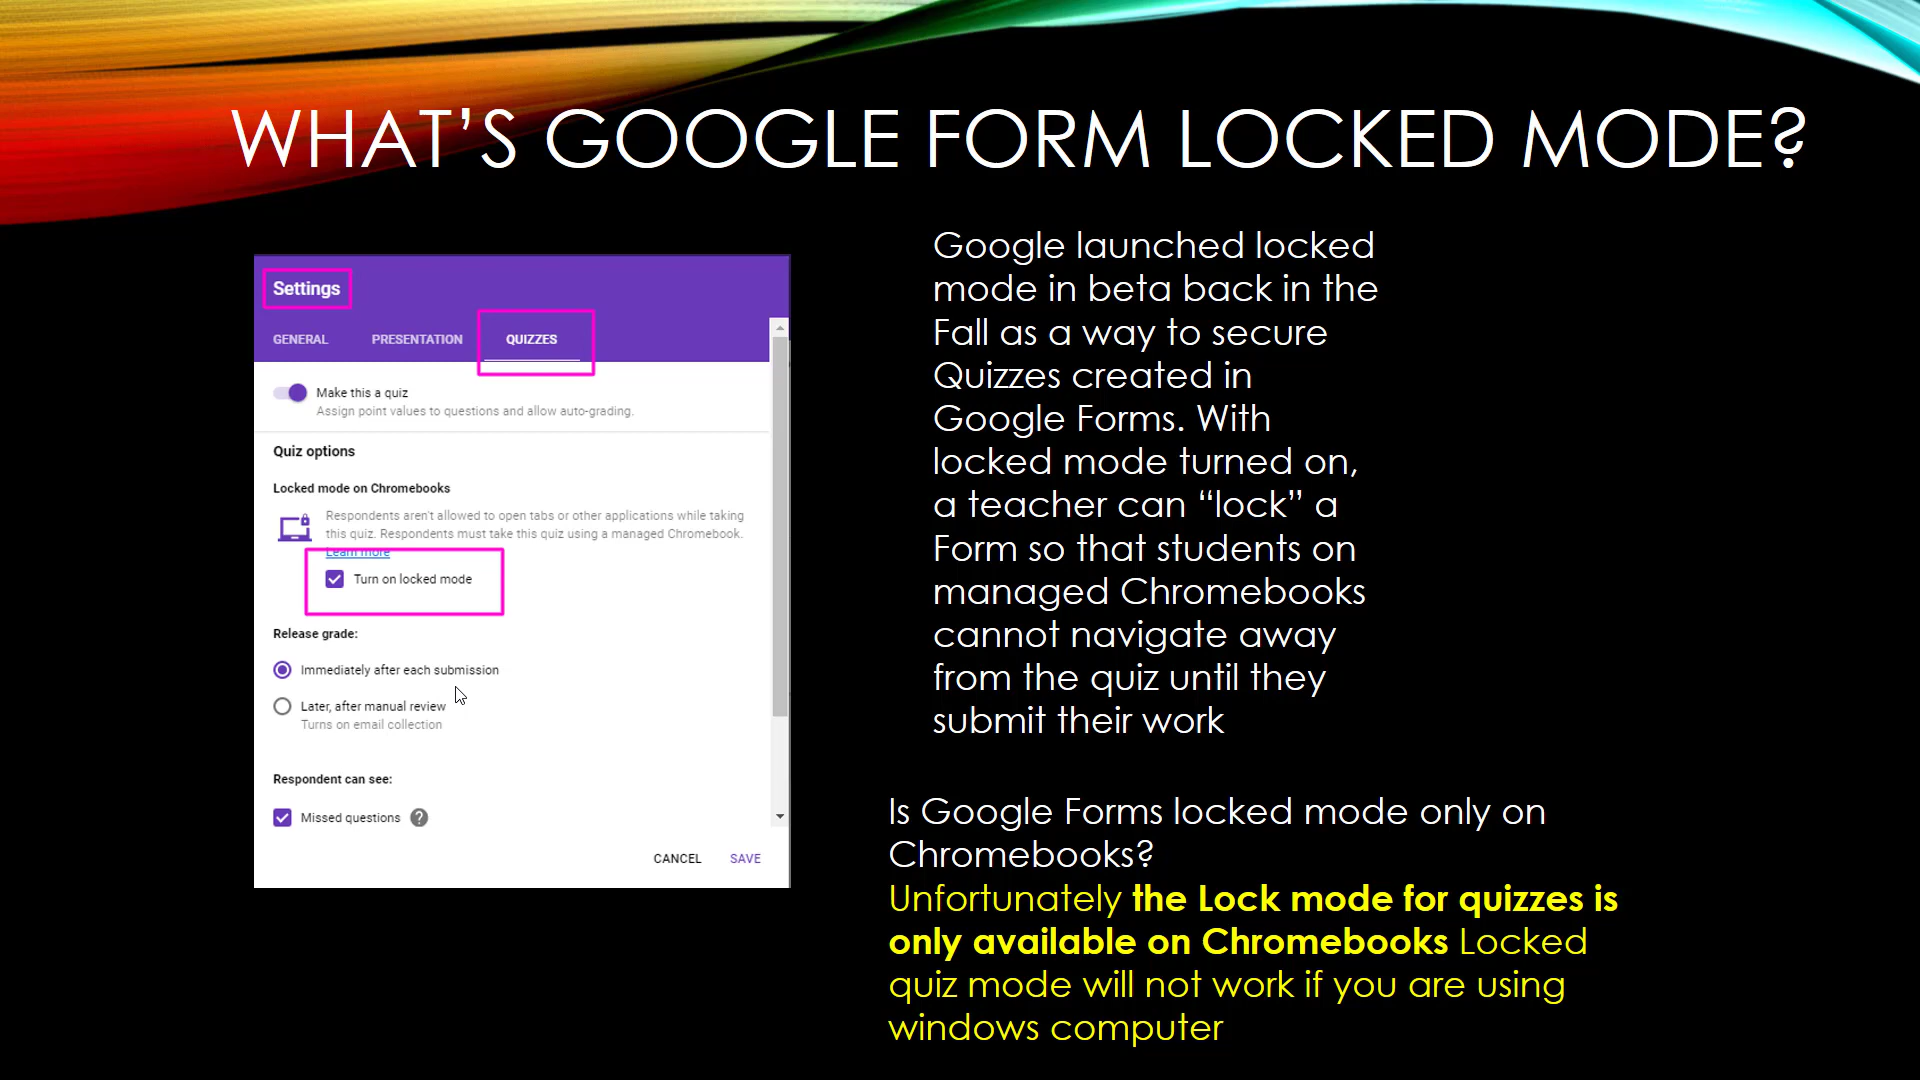 WHAT’S GOOGLE FORM LOCKED MODE?
Settings
GENERAL PRESENTATION QUIZZES
Make this a quiz
Assign point values to questions and allow auto-grading.
Quiz options
Locked mode on Chromebooks
Respondents aren't allowed to open tabs or other applications while taking
this quiz. Respondents must take this quiz using a managed Chromebook.
Learn more
Turn on locked mode
Release grade:
Immediately after each submission
Later, after manual review
Turns on email collection
Respondent can see:
Missed questions ?
CANCEL SAVE
Google launched locked
mode in beta back in the
Fall as a way to secure
Quizzes created in
Google Forms. With
locked mode turned on,
a teacher can “lock” a
Form so that students on
managed Chromebooks
cannot navigate away
from the quiz until they
submit their work
Is Google Forms locked mode only on
Chromebooks?
Unfortunately the Lock mode for quizzes is
only available on Chromebooks Locked
quiz mode will not work if you are using
windows computer